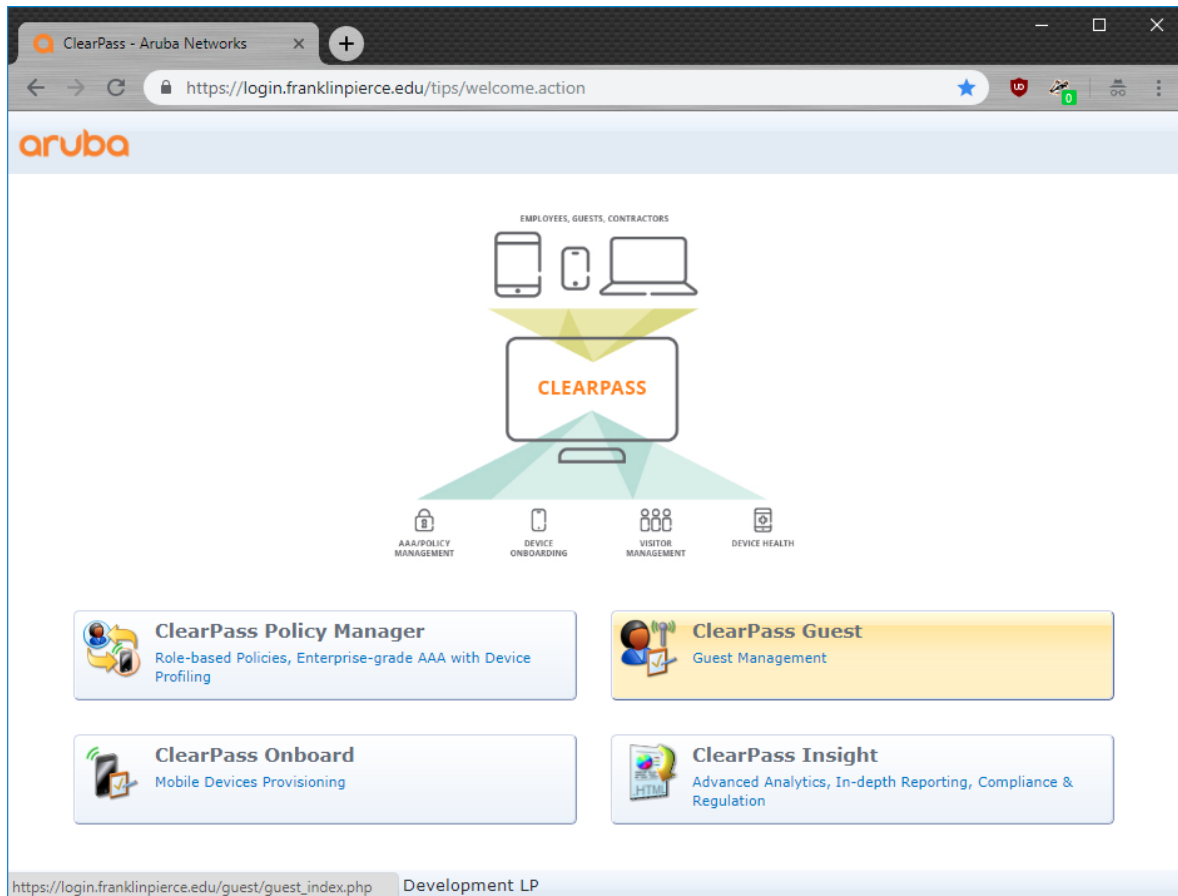 ClearPass - Aruba Networks
https://login.franklinpierce.edu/tips/welcome.action
0
aruba
EMPLOYEES, GUESTS, CONTRACTORS
CLEARPASS
AAA/POLICY
MANAGEMENT
DEVICE
ONBOARDING
VISITOR
MANAGEMENT
DEVICE HEALTH
ClearPass Policy Manager
Role-based Policies, Enterprise-grade AAA with Device
Profiling
ClearPass Guest
Guest Management
ClearPass Onboard
Mobile Devices Provisioning
HTML
ClearPass Insight
Advanced Analytics, In-depth Reporting, Compliance &
Regulation
https://login.franklinpierce.edu/guest/guest_index.php
Development LP